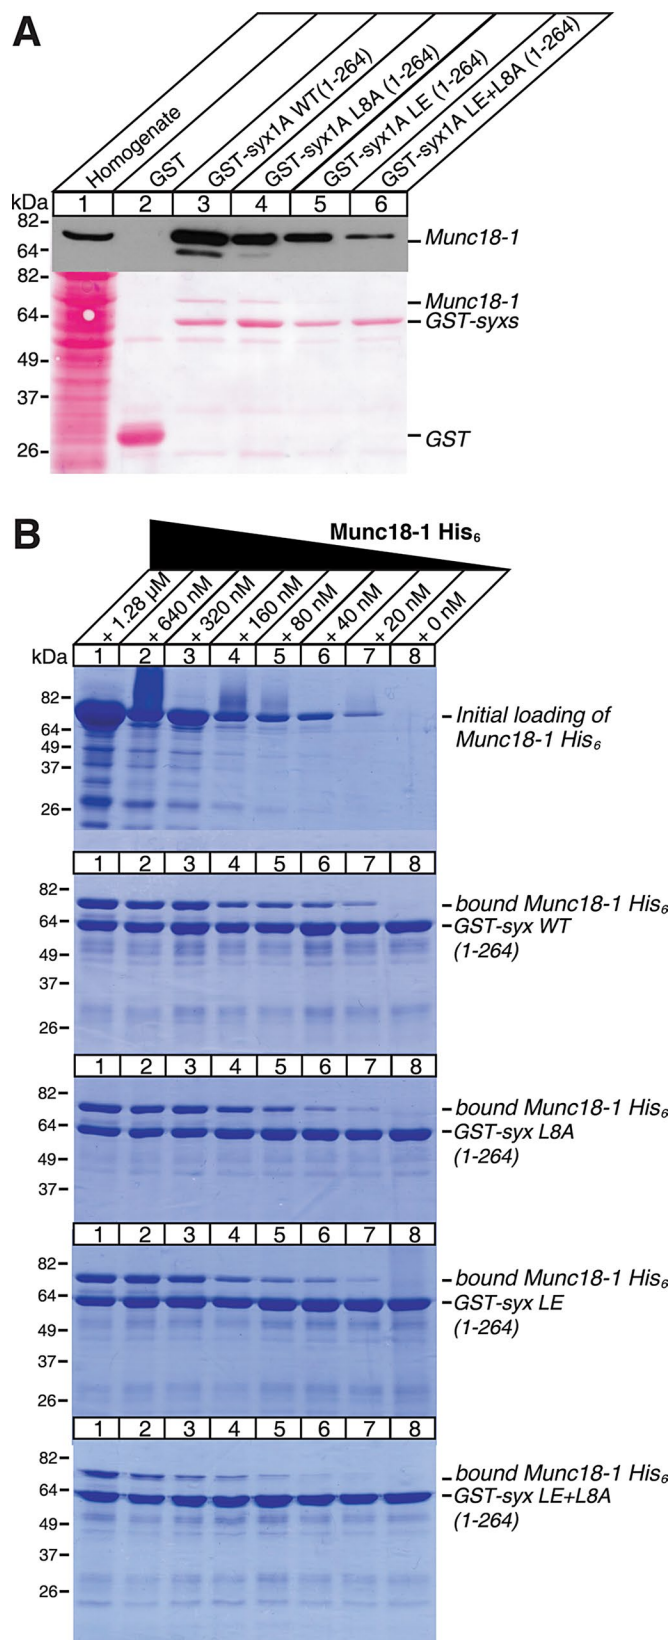 A
Homogenate
GST
GST-syx1A WT(1-264)
GST-syx1A L8A (1-264)
GST-syx1A LE (1-264)
GST-syx1A LE+L8A (1-264)
kDa
1 2 3 4 5 6
82
64
Munc18-1
82
64
49
37
26
Munc18-1
GST-syxs
GST
B
Munc18-1 His6
+ 1.28 µM
+ 640 nM
+ 320 nM
+ 160 nM
+ 80 nM
+ 40 nM
+ 20 nM
+ 0 nM
kDa
1 2 3 4 5 6 7 8
82
64
49
37
26
Initial loading of
Munc18-1 His6
1 2 3 4 5 6 7 8
82
64
49
37
26
bound Munc18-1 His6
GST-syx WT
(1-264)
1 2 3 4 5 6 7 8
82
64
49
37
bound Munc18-1 His6
GST-syx L8A
(1-264)
1 2 3 4 5 6 7 8
82
64
49
37
26
bound Munc18-1 His6
GST-syx LE
(1-264)
1 2 3 4 5 6 7 8
82
64
49
37
26
bound Munc18-1 His6
GST-syx LE+L8A
(1-264)